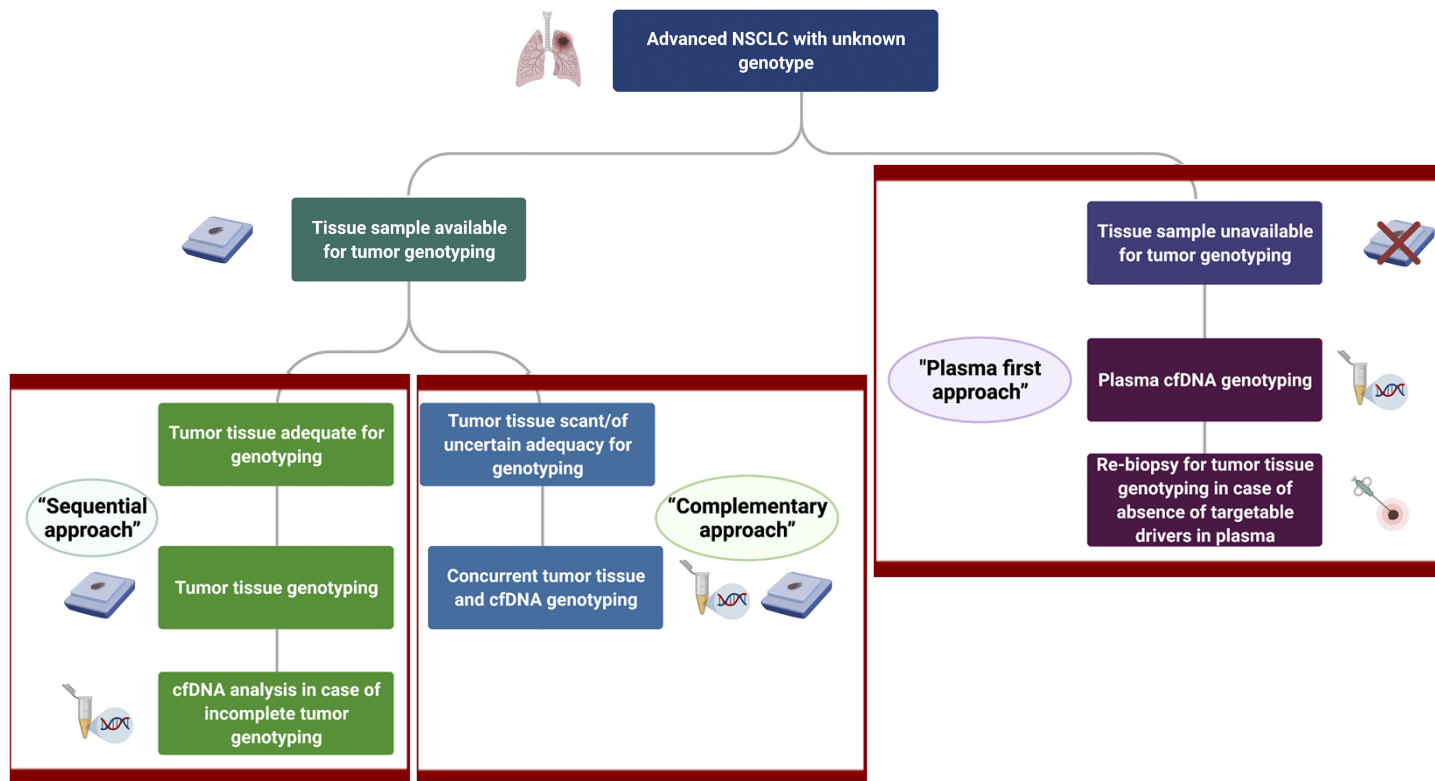 Advanced NSCLC with unknown
genotype
Tissue sample available
for tumor genotyping
Tissue sample unavailable
for tumor genotyping
"Plasma first
approach”
Plasma cfDNA genotyping
Re-biopsy for tumor tissue
genotyping in case of
absence of targetable
drivers in plasma
Tumor tissue adequate for
genotyping
“Sequential
approach”
Tumor tissue genotyping
cfDNA analysis in case of
incomplete tumor
genotyping
Tumor tissue scant/of
uncertain adequacy for
genotyping
“Complementary
approach”
Concurrent tumor tissue
and cfDNA genotyping